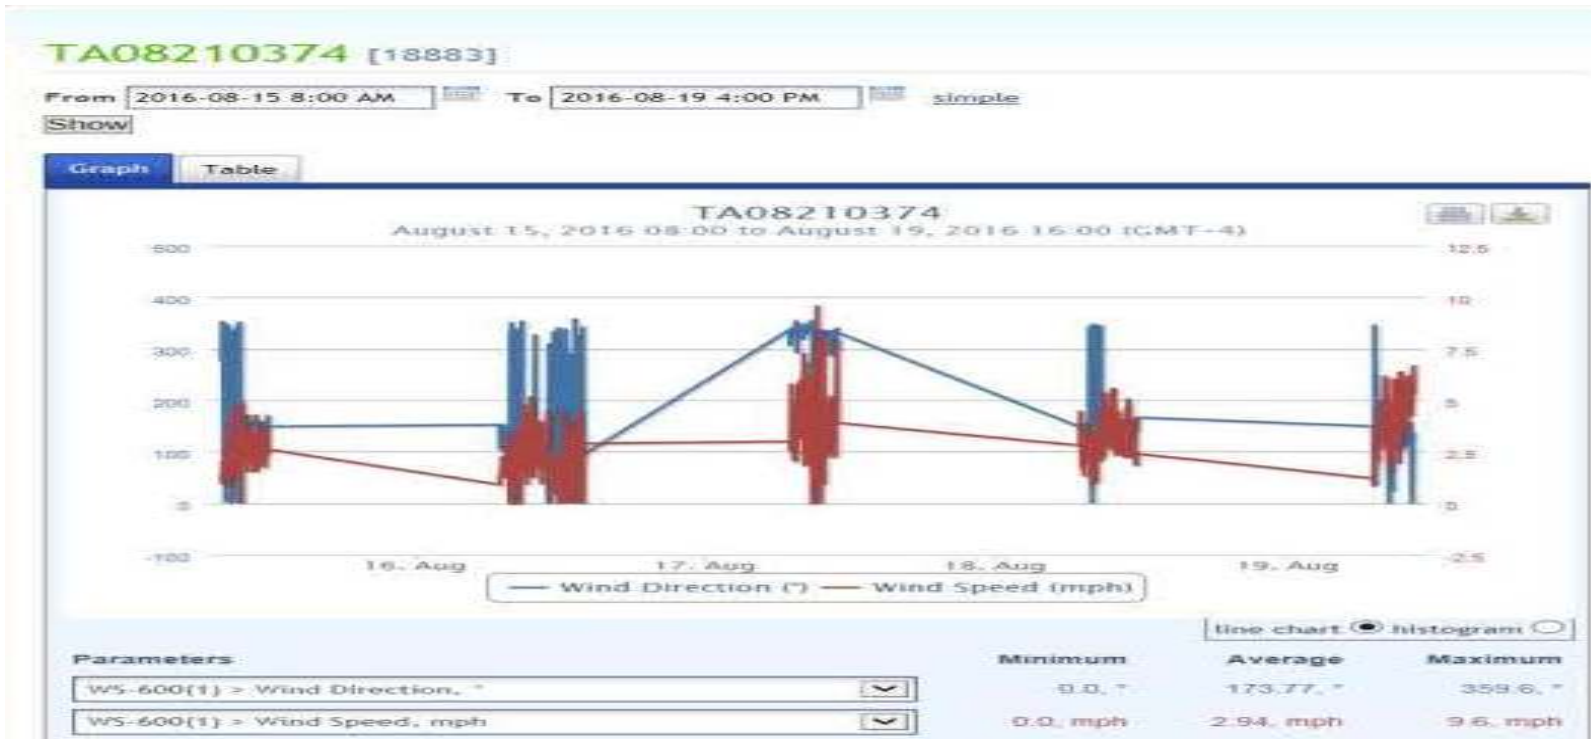 TA08210374 [18883]
From 2016-08-15 8:00 AM To 2016-08-19 4:00 PM simple
Show
Graph Table
TA08210374
August 15, 2016 08:00 to August 19, 2016 16:00 (GMT-4)
500 12.5
400 10
300 7.5
200 5
100 2.5
0 0
-100 -2.5
16. Aug 17. Aug 18. Aug 19. Aug
Wind Direction (°) Wind Speed (mph)
line chart histogram
Parameters Minimum Average Maximum
WS-600(1) > Wind Direction, ° 0.0, ° 173.77, ° 359.6, °
WS-600(1) > Wind Speed, mph 0.0, mph 2.94, mph 9.6, mph